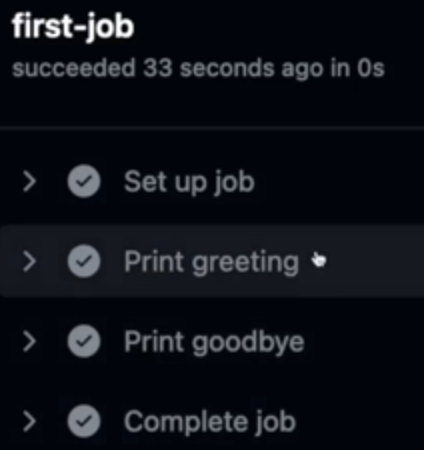 first-job
succeeded 33 seconds ago in 0s
Set up job
Print greeting
Print goodbye
Complete job